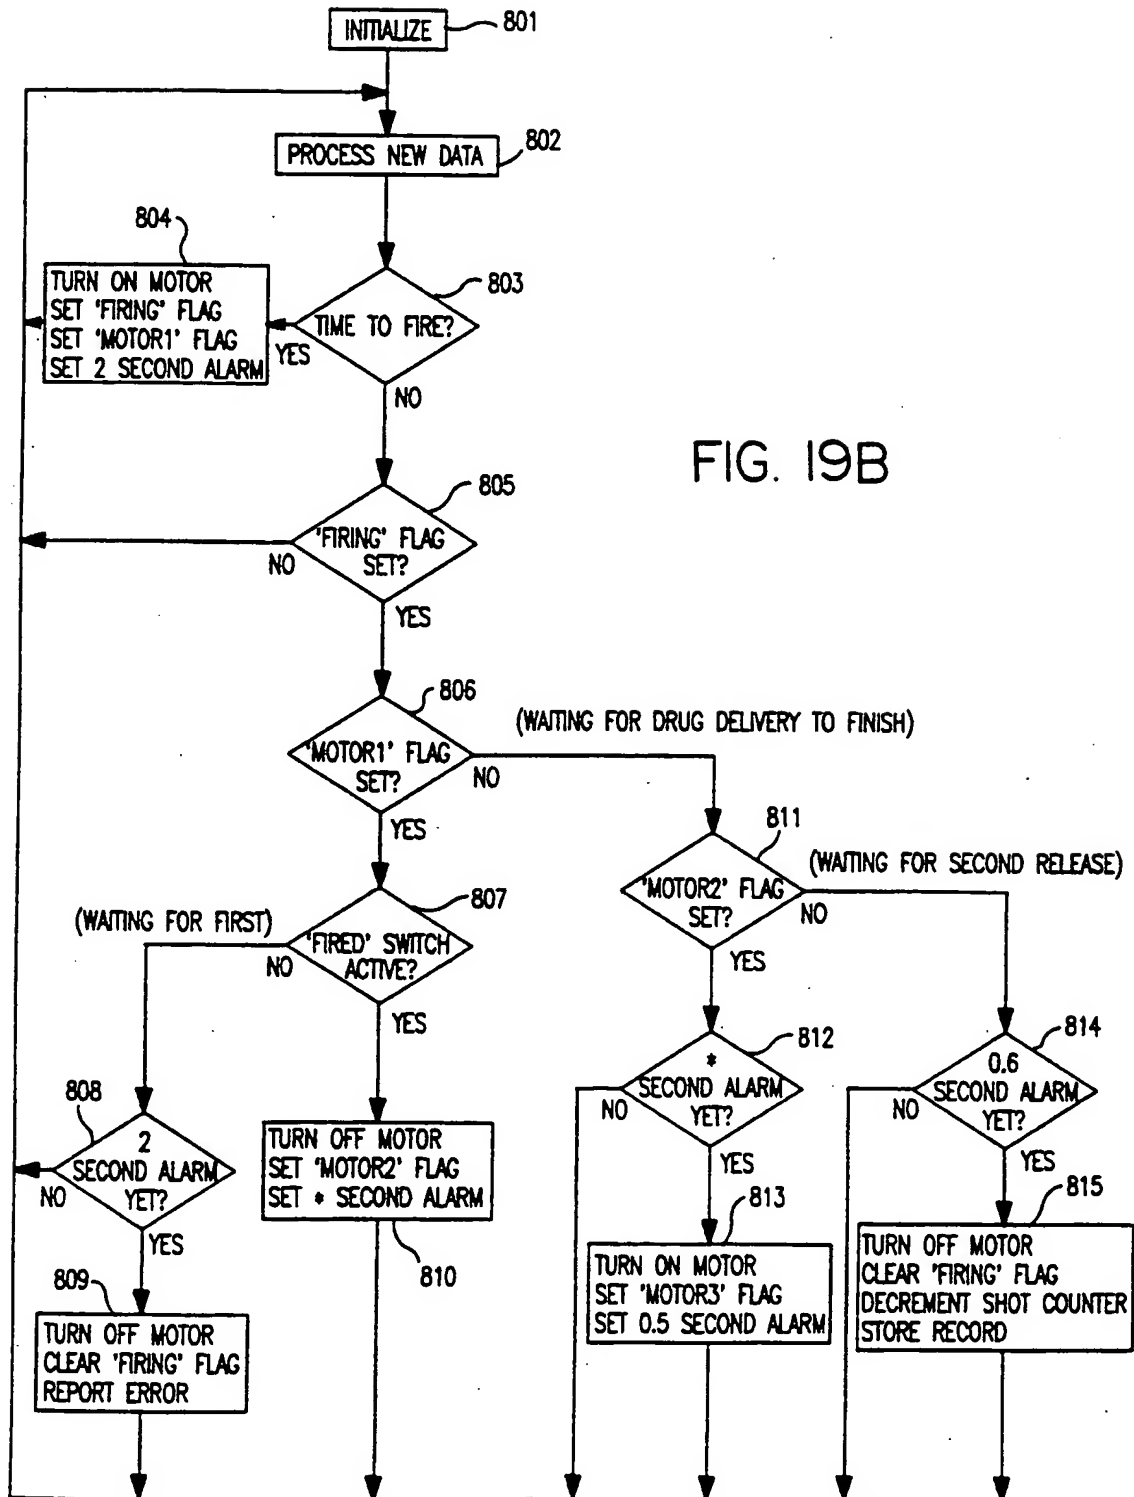 INITIALIZE
801
PROCESS NEW DATA
802
804
TURN ON MOTOR
SET 'FIRING' FLAG
SET 'MOTOR1' FLAG
SET 2 SECOND ALARM
YES
TIME TO FIRE?
803
NO
FIG. 19B
805
'FIRING' FLAG
SET?
NO
YES
806
(WAITING FOR DRUG DELIVERY TO FINISH)
'MOTOR1' FLAG
SET?
NO
YES
811
(WAITING FOR SECOND RELEASE)
'MOTOR2' FLAG
SET?
NO
YES
807
(WAITING FOR FIRST)
'FIRED' SWITCH
ACTIVE?
NO
YES
812
*
SECOND ALARM
YET?
NO
YES
814
0.6
SECOND ALARM
YET?
NO
YES
808
2
SECOND ALARM
YET?
NO
YES
TURN OFF MOTOR
SET 'MOTOR2' FLAG
SET * SECOND ALARM
810
813
TURN ON MOTOR
SET 'MOTOR3' FLAG
SET 0.5 SECOND ALARM
815
TURN OFF MOTOR
CLEAR 'FIRING' FLAG
DECREMENT SHOT COUNTER
STORE RECORD
809
TURN OFF MOTOR
CLEAR 'FIRING' FLAG
REPORT ERROR